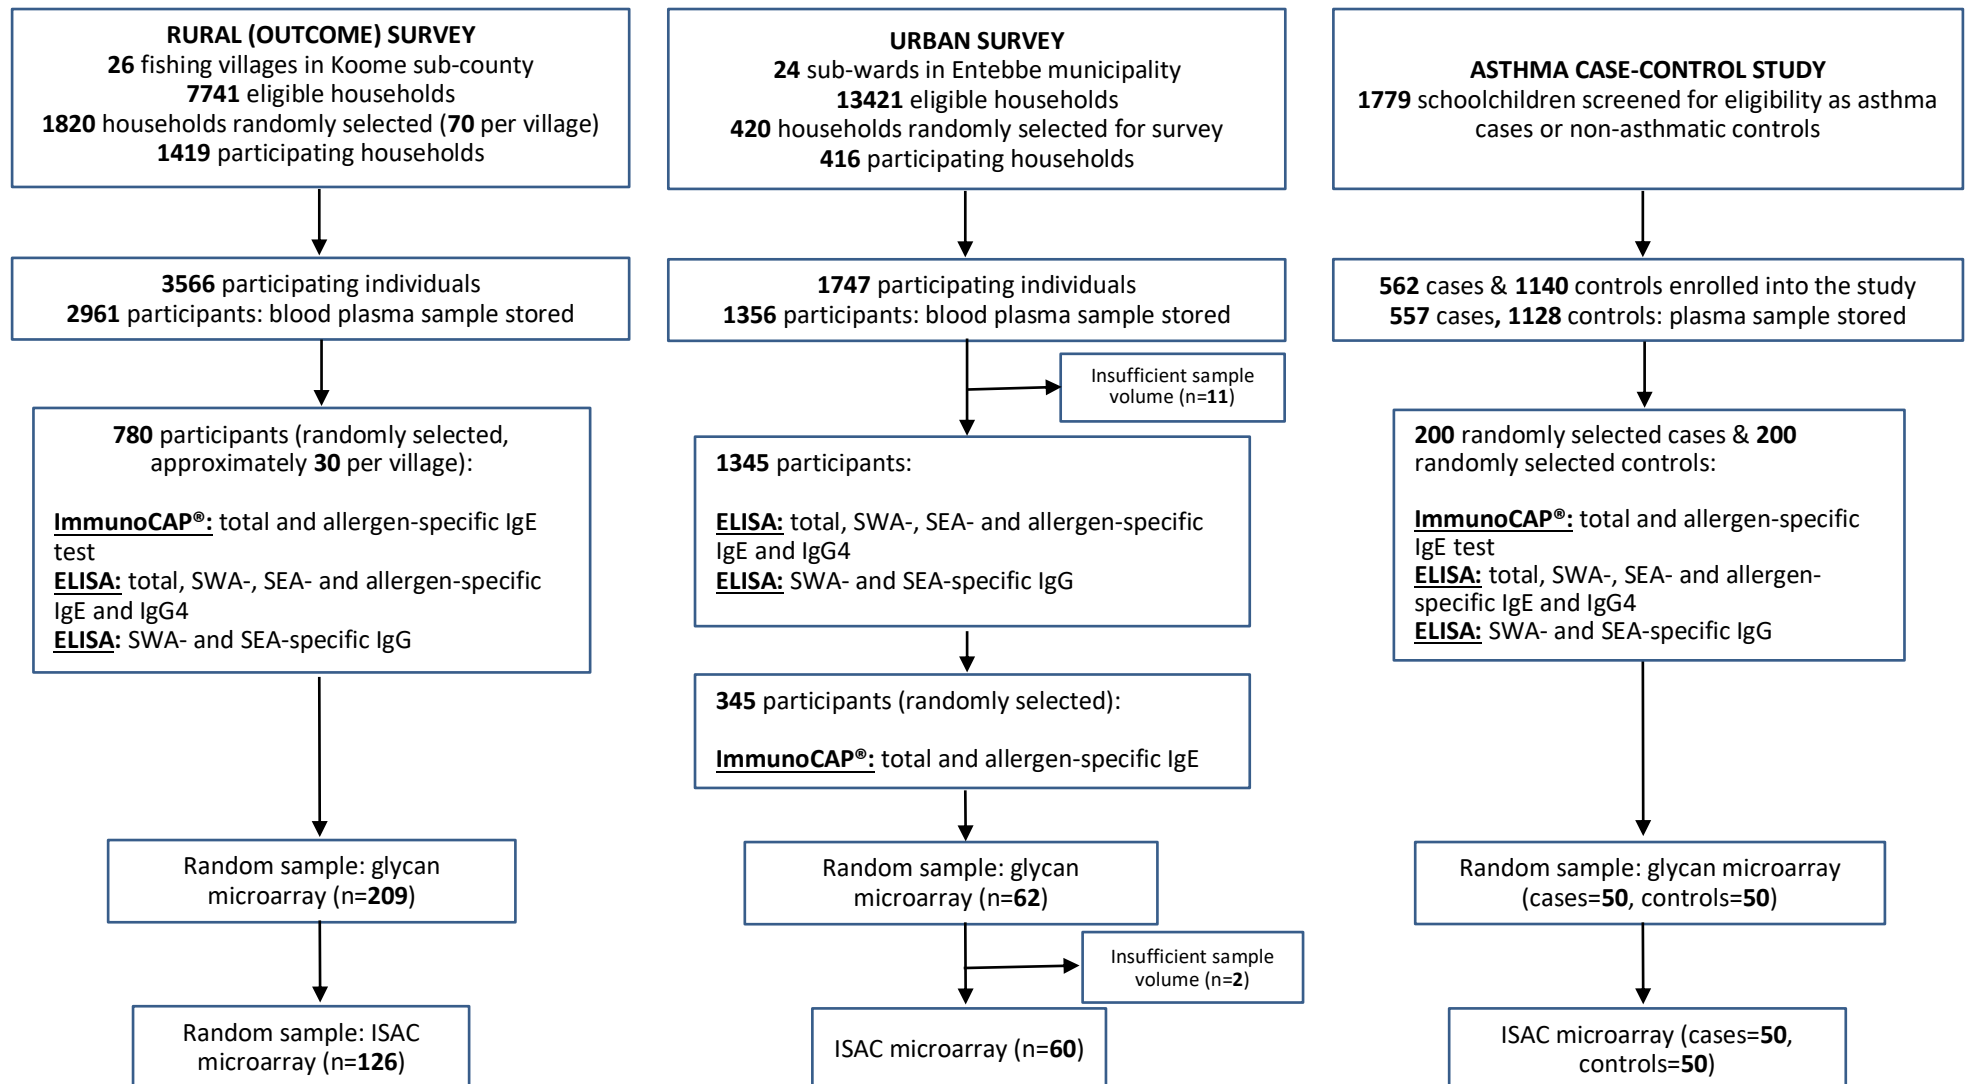 RURAL (OUTCOME) SURVEY
26 fishing villages in Koome sub-county
7741 eligible households
1820 households randomly selected (70 per village)
1419 participating households
3566 participating individuals
2961 participants: blood plasma sample stored
780 participants (randomly selected,
approximately 30 per village):
ImmunoCAP®: total and allergen-specific IgE
test
ELISA: total, SWA-, SEA- and allergen-specific
IgE and IgG4
ELISA: SWA- and SEA-specific IgG
Random sample: glycan
microarray (n=209)
Random sample: ISAC
microarray (n=126)
URBAN SURVEY
24 sub-wards in Entebbe municipality
13421 eligible households
420 households randomly selected for survey
416 participating households
1747 participating individuals
1356 participants: blood plasma sample stored
Insufficient sample
volume (n=11)
1345 participants:
ELISA: total, SWA-, SEA- and allergen-specific
IgE and IgG4
ELISA: SWA- and SEA-specific IgG
345 participants (randomly selected):
ImmunoCAP®: total and allergen-specific IgE
Random sample: glycan
microarray (n=62)
Insufficient sample
volume (n=2)
ISAC microarray (n=60)
ASTHMA CASE-CONTROL STUDY
1779 schoolchildren screened for eligibility as asthma
cases or non-asthmatic controls
562 cases & 1140 controls enrolled into the study
557 cases, 1128 controls: plasma sample stored
200 randomly selected cases & 200
randomly selected controls:
ImmunoCAP®: total and allergen-specific
IgE test
ELISA: total, SWA-, SEA- and allergen-
specific IgE and IgG4
ELISA: SWA- and SEA-specific IgG
Random sample: glycan microarray
(cases=50, controls=50)
ISAC microarray (cases=50,
controls=50)